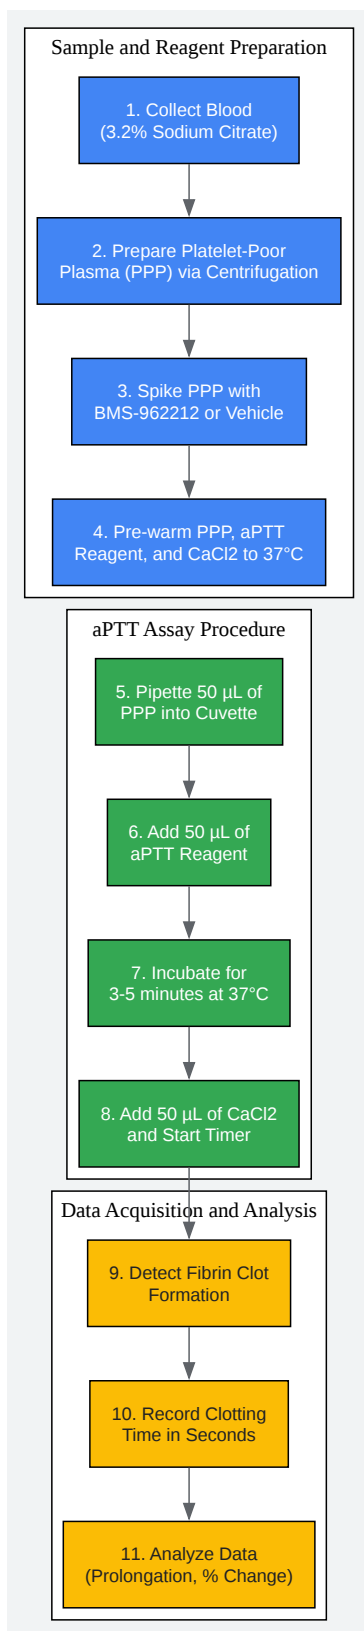 Sample and Reagent Preparation
1. Collect Blood
(3.2% Sodium Citrate)
2. Prepare Platelet-Poor
Plasma (PPP) via Centrifugation
3. Spike PPP with
BMS-962212 or Vehicle
4. Pre-warm PPP, aPTT
Reagent, and CaCl2 to 37°C
aPTT Assay Procedure
5. Pipette 50 µL of
PPP into Cuvette
6. Add 50 µL of
aPTT Reagent
7. Incubate for
3-5 minutes at 37°C
8. Add 50 µL of CaCl2
and Start Timer
Data Acquisition and Analysis
9. Detect Fibrin Clot
Formation
10. Record Clotting
Time in Seconds
11. Analyze Data
(Prolongation, % Change)